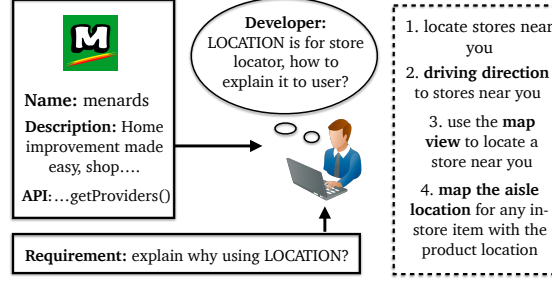 M
Name: menards
Description: Home
improvement made
easy, shop….
API:…getProviders()
Developer:
LOCATION is for store
locator, how to
explain it to user?
Requirement: explain why using LOCATION?
1. locate stores near
you
2. driving direction
to stores near you
3. use the map
view to locate a
store near you
4. map the aisle
location for any in-
store item with the
product location